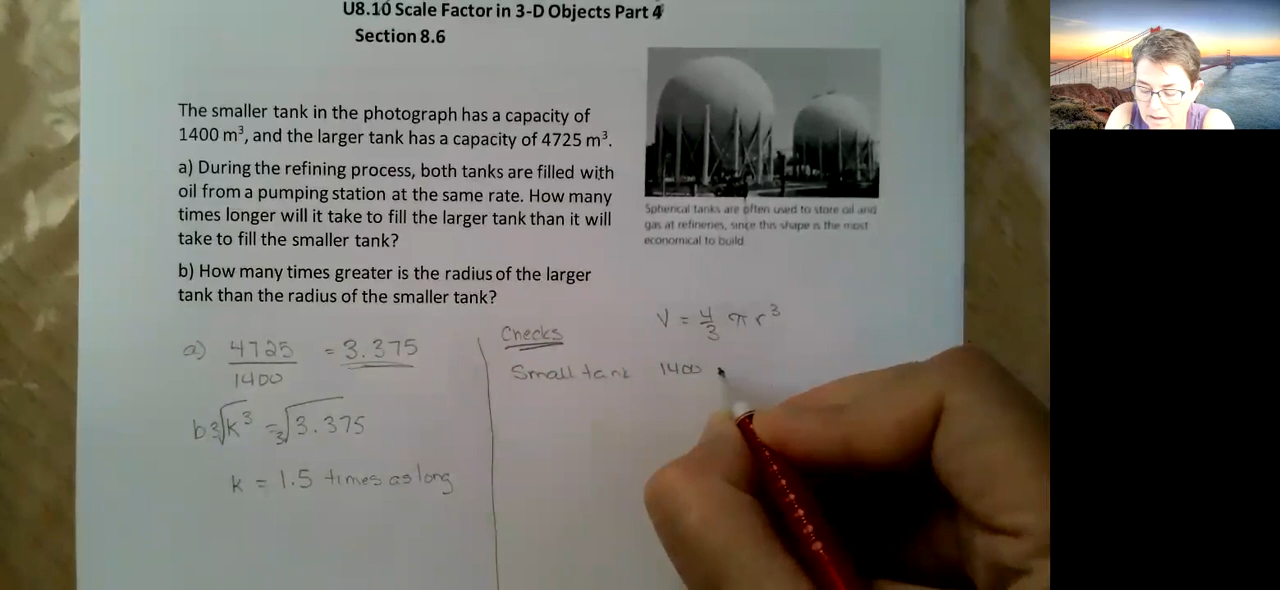 U8.10 Scale Factor in 3-D Objects Part 4
Section 8.6
The smaller tank in the photograph has a capacity of
1400 m³, and the larger tank has a capacity of 4725 m³.
a) During the refining process, both tanks are filled with
oil from a pumping station at the same rate. How many
times longer will it take to fill the larger tank than it will
take to fill the smaller tank?
b) How many times greater is the radius of the larger
tank than the radius of the smaller tank?
Spherical tanks are often used to store oil and
gas at refineries, since this shape is the most
economical to build
a) 4725/1400 = 3.375
b ∛k³ = ∛3.375
k = 1.5 times as long
Checks
V = 4/3 πr³
Small tank 1400